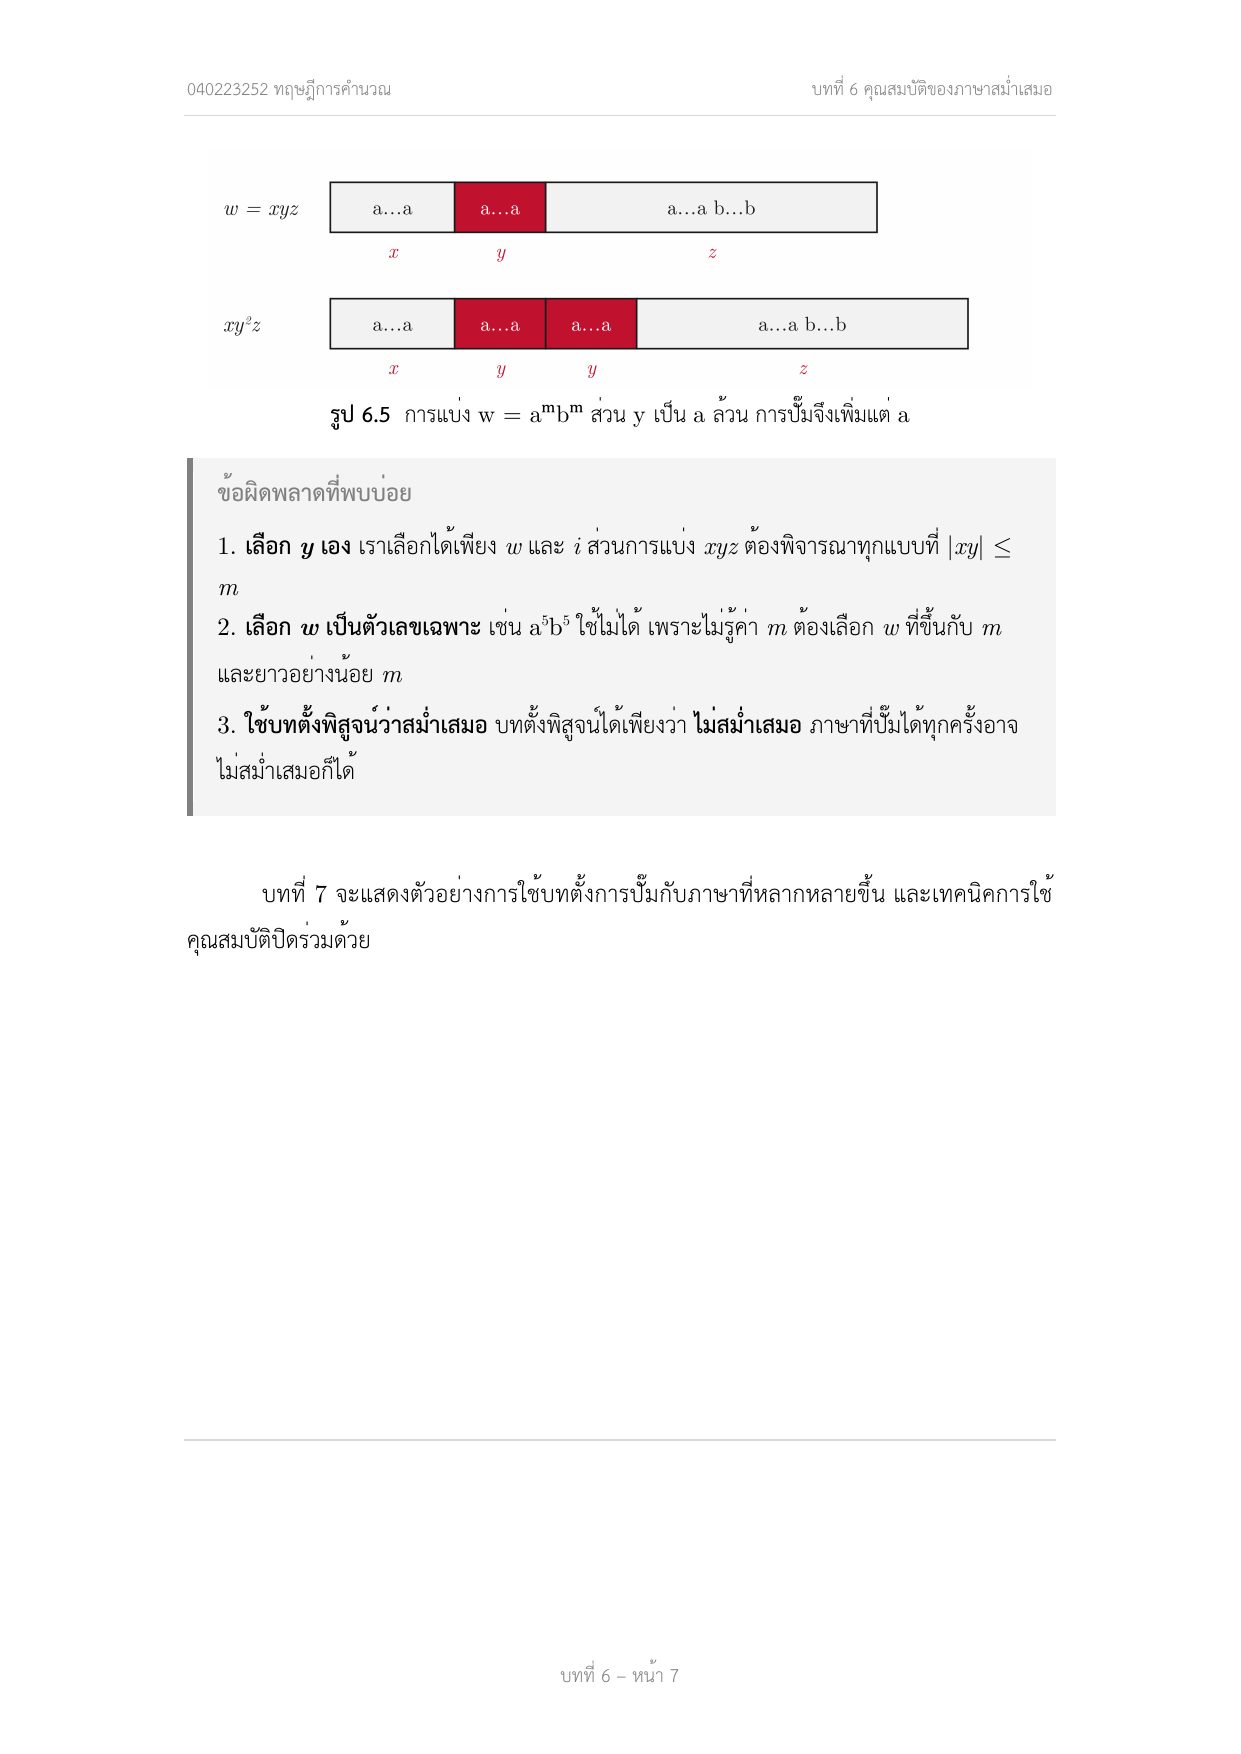 040223252 ทฤษฎีการคำนวณ บทที่ 6 คุณสมบัติของภาษาสม่ำเสมอ
w = xyz a…a a…a a…a b…b
x y z
xy²z a…a a…a a…a a…a b…b
x y y z
รูป 6.5 การแบ่ง w = aᵐbᵐ ส่วน y เป็น a ล้วน การปั๊มจึงเพิ่มแต่ a
ข้อผิดพลาดที่พบบ่อย
1. เลือก y เอง เราเลือกได้เพียง w และ i ส่วนการแบ่ง xyz ต้องพิจารณาทุกแบบที่ |xy| ≤
m
2. เลือก w เป็นตัวเลขเฉพาะ เช่น a⁵b⁵ ใช้ไม่ได้ เพราะไม่รู้ค่า m ต้องเลือก w ที่ขึ้นกับ m
และยาวอย่างน้อย m
3. ใช้บทตั้งพิสูจน์ว่าสม่ำเสมอ บทตั้งพิสูจน์ได้เพียงว่า ไม่สม่ำเสมอ ภาษาที่ปั๊มได้ทุกครั้งอาจ
ไม่สม่ำเสมอก็ได้
บทที่ 7 จะแสดงตัวอย่างการใช้บทตั้งการปั๊มกับภาษาที่หลากหลายขึ้น และเทคนิคการใช้
คุณสมบัติปิดร่วมด้วย
บทที่ 6 – หน้า 7